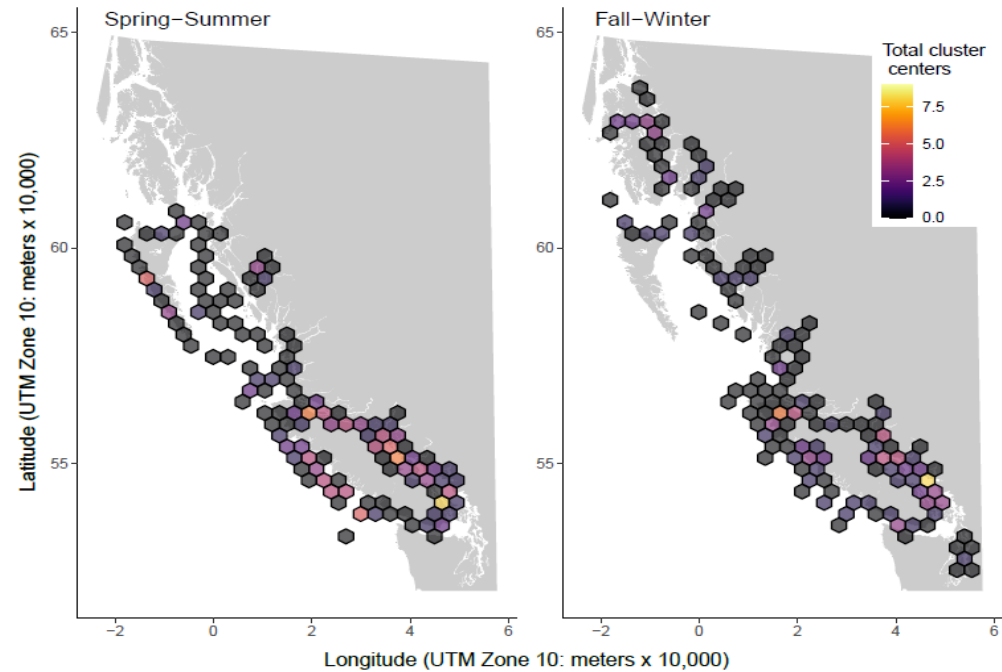 Spring−Summer
Fall−Winter
Total cluster
centers
7.5
5.0
2.5
0.0
Latitude (UTM Zone 10: meters x 10,000)
65
60
55
65
60
55
−2 0 2 4 6
−2 0 2 4 6
Longitude (UTM Zone 10: meters x 10,000)